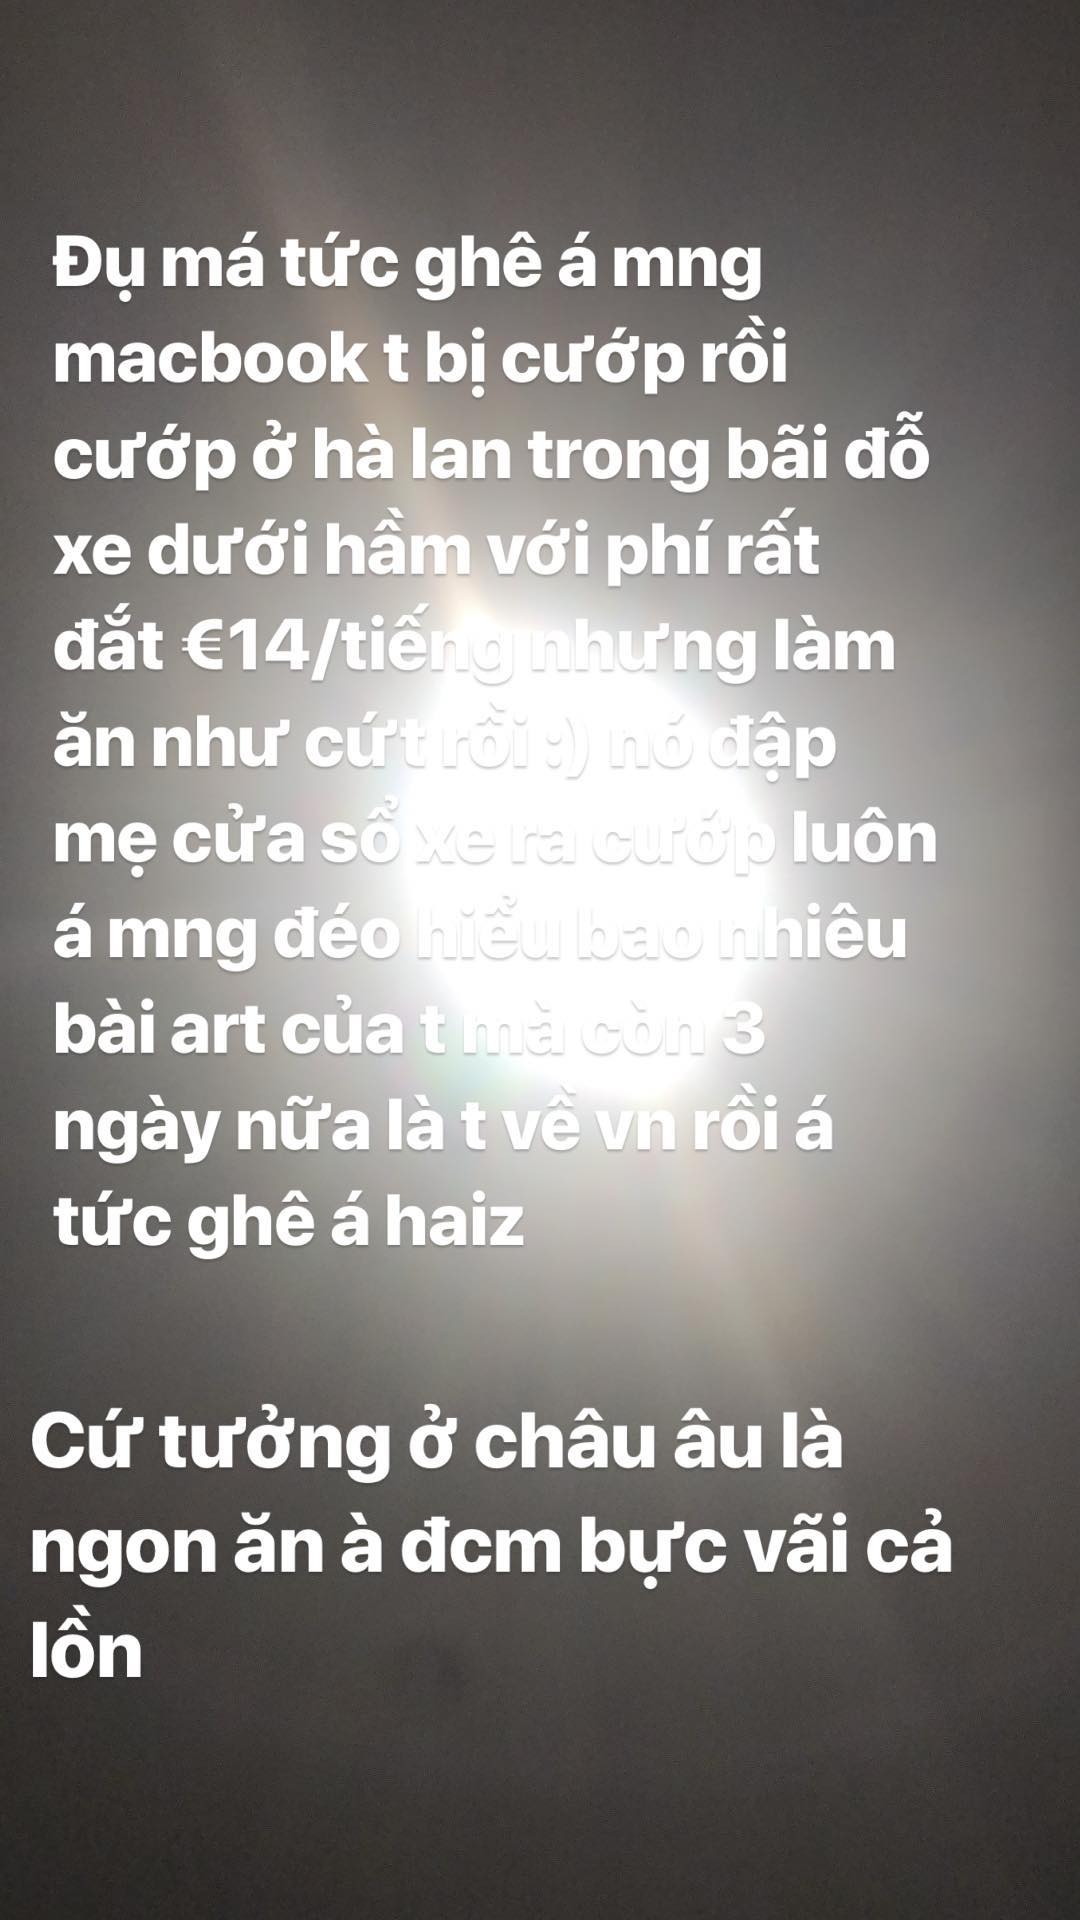 Đụ má tức ghê á mng
macbook t bị cướp rồi
cướp ở hà lan trong bãi đỗ
xe dưới hầm với phí rất
đắt €14/tiếng nhưng làm
ăn như cứt rồi :) nó đập
mẹ cửa sổ xe ra cướp luôn
á mng đéo hiểu bao nhiêu
bài art của t mà còn 3
ngày nữa là t về vn rồi á
tức ghê á haiz
Cứ tưởng ở châu âu là
ngon ăn à đcm bực vãi cả
lồn